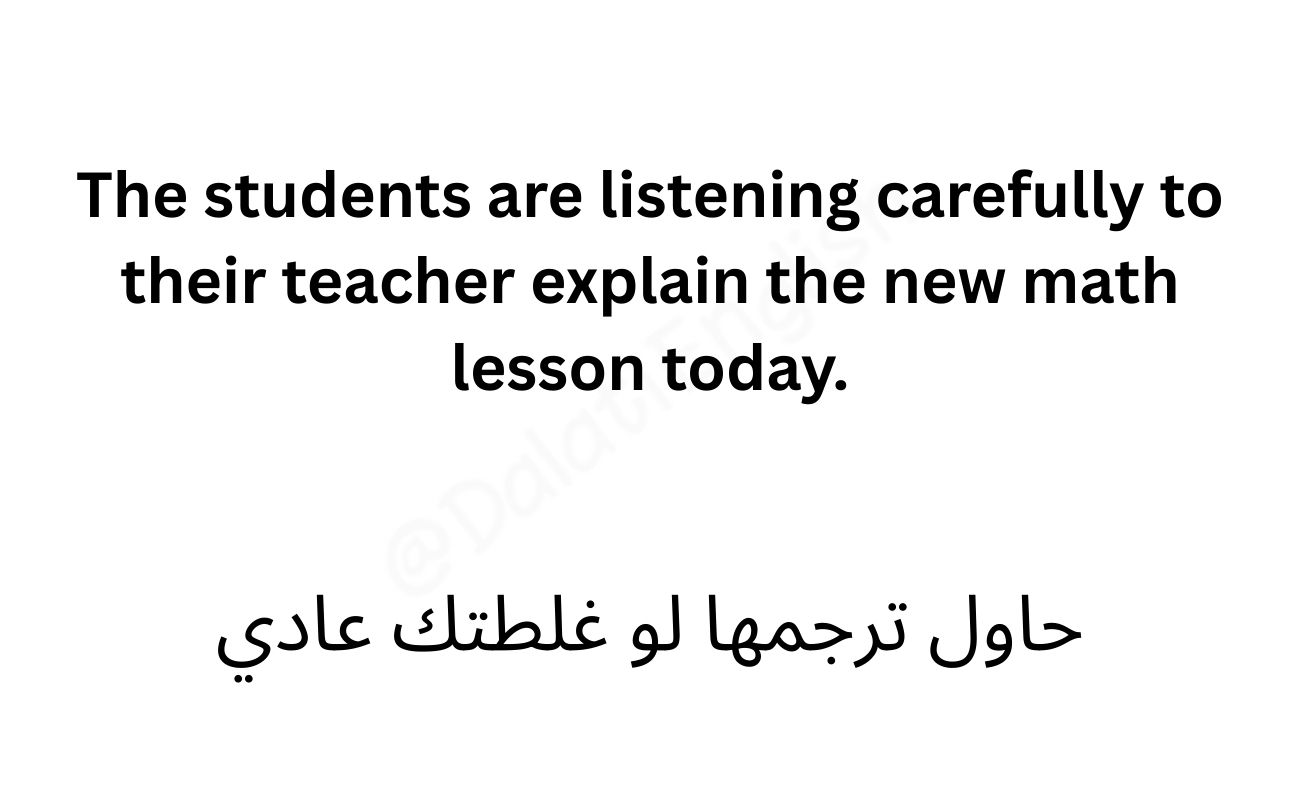 The students are listening carefully to
their teacher explain the new math
lesson today.
@DalatEnglish
حاول ترجمها لو غلطتك عادي